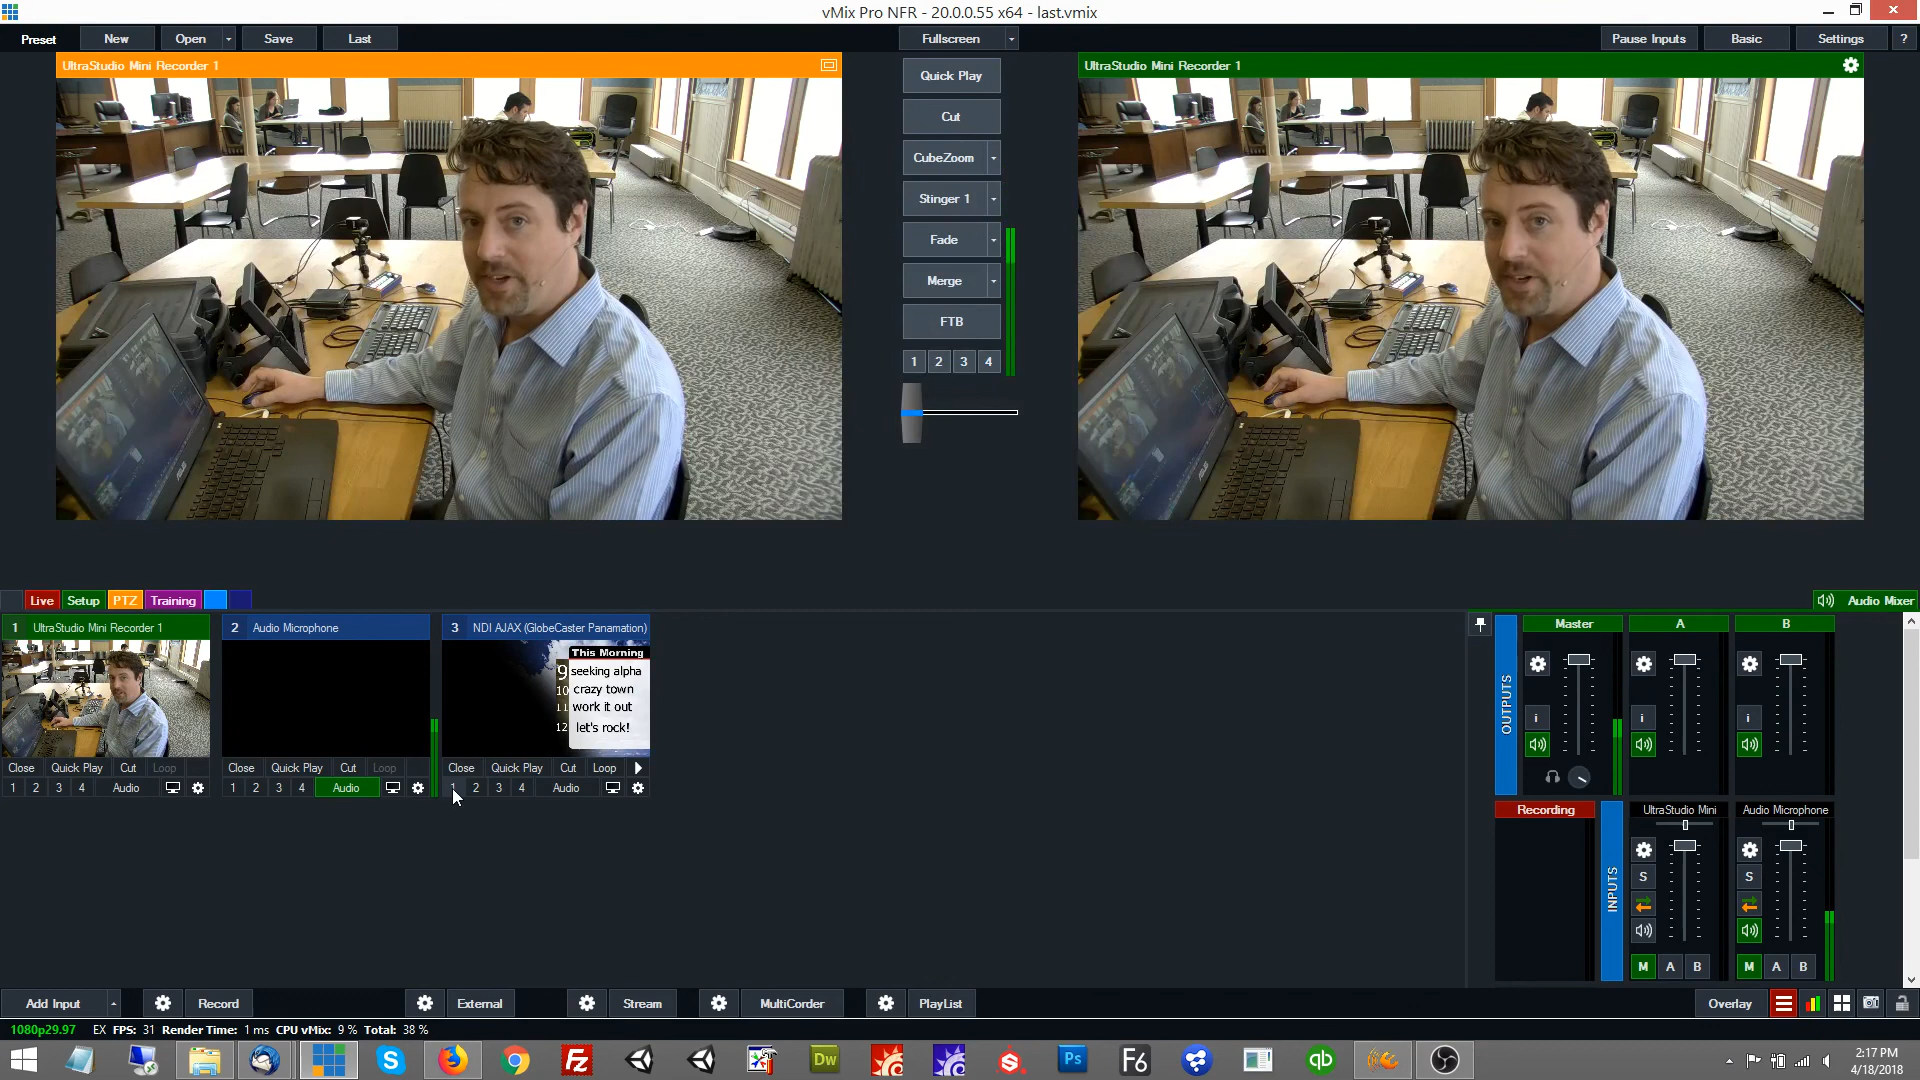 vMix Pro NFR - 20.0.0.55 x64 - last.vmix
Preset New Open Save Last Fullscreen Pause Inputs Basic Settings ?
UltraStudio Mini Recorder 1
UltraStudio Mini Recorder 1
Quick Play
Cut
CubeZoom
Stinger 1
Fade
Merge
FTB
1 2 3 4
Live Setup PTZ Training
Audio Mixer
1 UltraStudio Mini Recorder 1
2 Audio Microphone
3 NDI AJAX (GlobeCaster Panamation)
This Morning
9 seeking alpha
10 crazy town
11 work it out
12 let's rock!
Close Quick Play Cut Loop
1 2 3 4 Audio
Close Quick Play Cut Loop
1 2 3 4 Audio
Close Quick Play Cut Loop
1 2 3 4 Audio
OUTPUTS
Master A B
i i i
Recording
INPUTS
UltraStudio Mini
Audio Microphone
S S
M A B
M A B
Add Input Record External Stream MultiCorder PlayList Overlay
1080p29.97 EX FPS: 31 Render Time: 1 ms CPU vMix: 9 % Total: 38 %
S
Fz
Dw
Ps
F6
qb
2:17 PM
4/18/2018